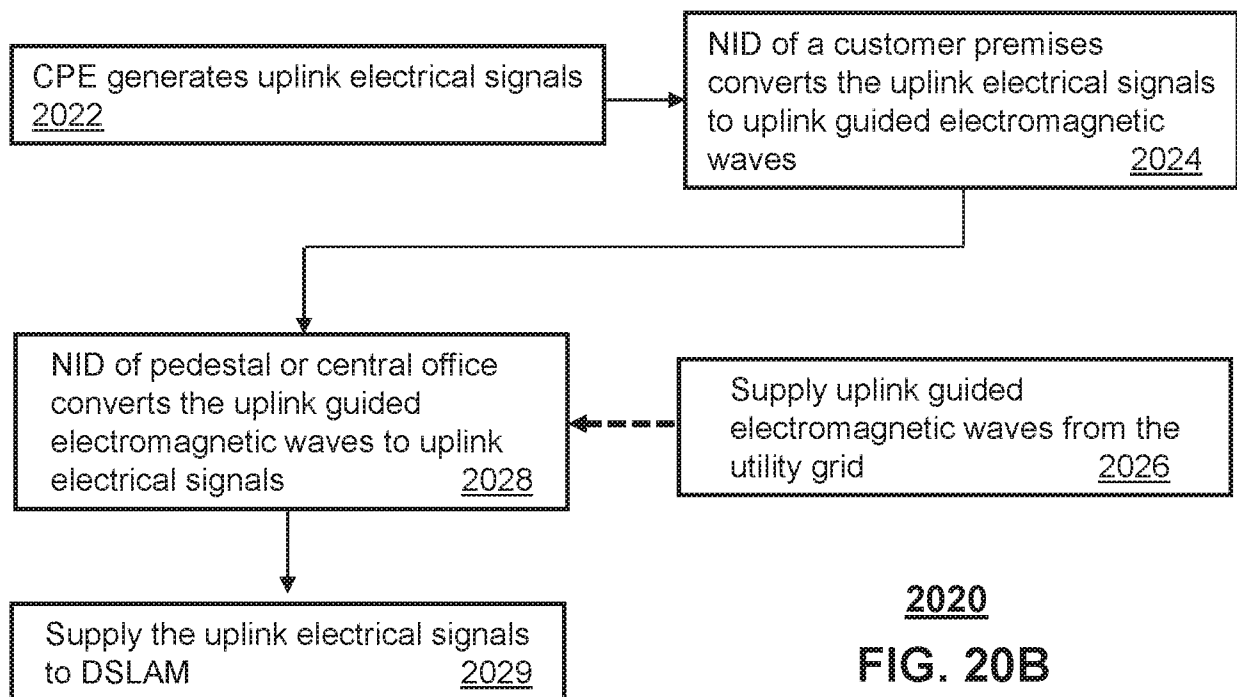 CPE generates uplink electrical signals
2022
NID of a customer premises
converts the uplink electrical signals
to uplink guided electromagnetic
waves 2024
NID of pedestal or central office
converts the uplink guided
electromagnetic waves to uplink
electrical signals 2028
Supply uplink guided
electromagnetic waves from the
utility grid 2026
Supply the uplink electrical signals
to DSLAM 2029
2020
FIG. 20B